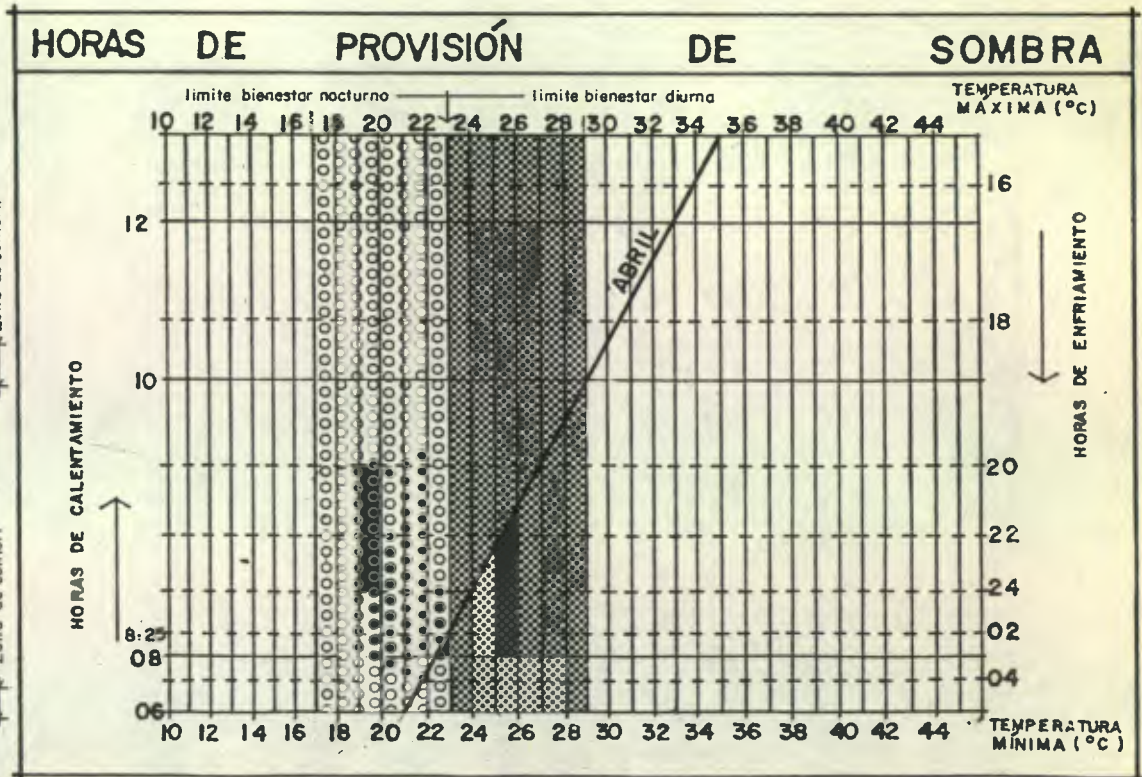 HORAS DE PROVISIÓN DE SOMBRA
TEMPERATURA
MÁXIMA (°C)
limite bienestar nocturno
limite bienestar diurna
10 12 14 16 18 20 22 24 26 28 30 32 34 36 38 40 42 44
12
10
8:25
08
06
16
18
20
22
24
02
04
ABRIL
HORAS DE CALENTAMIENTO
HORAS DE ENFRIAMIENTO
10 12 14 16 18 20 22 24 26 28 30 32 34 36 38 40 42 44
TEMPERATURA
MÍNIMA (°C)